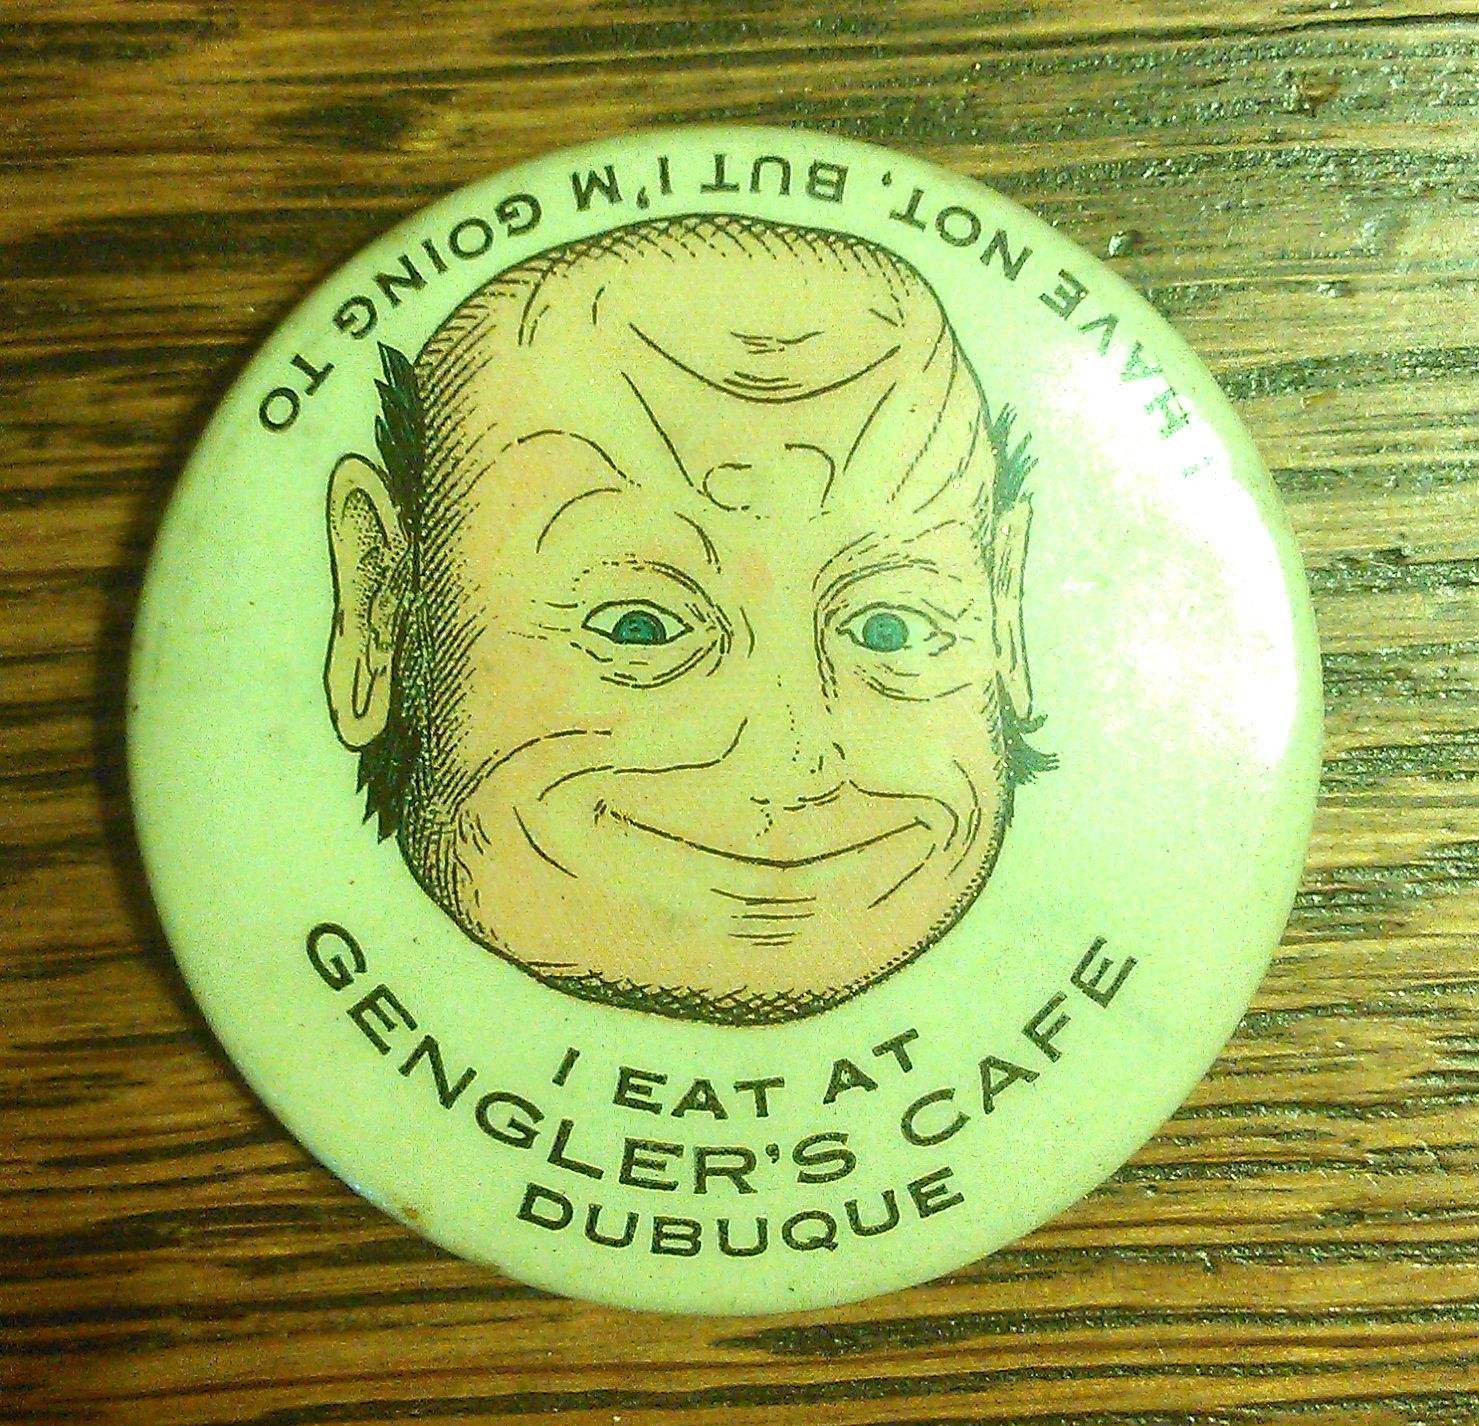 I EAT AT
GENGLER'S CAFE
DUBUQUE
I HAVE NOT, BUT I'M GOING TO